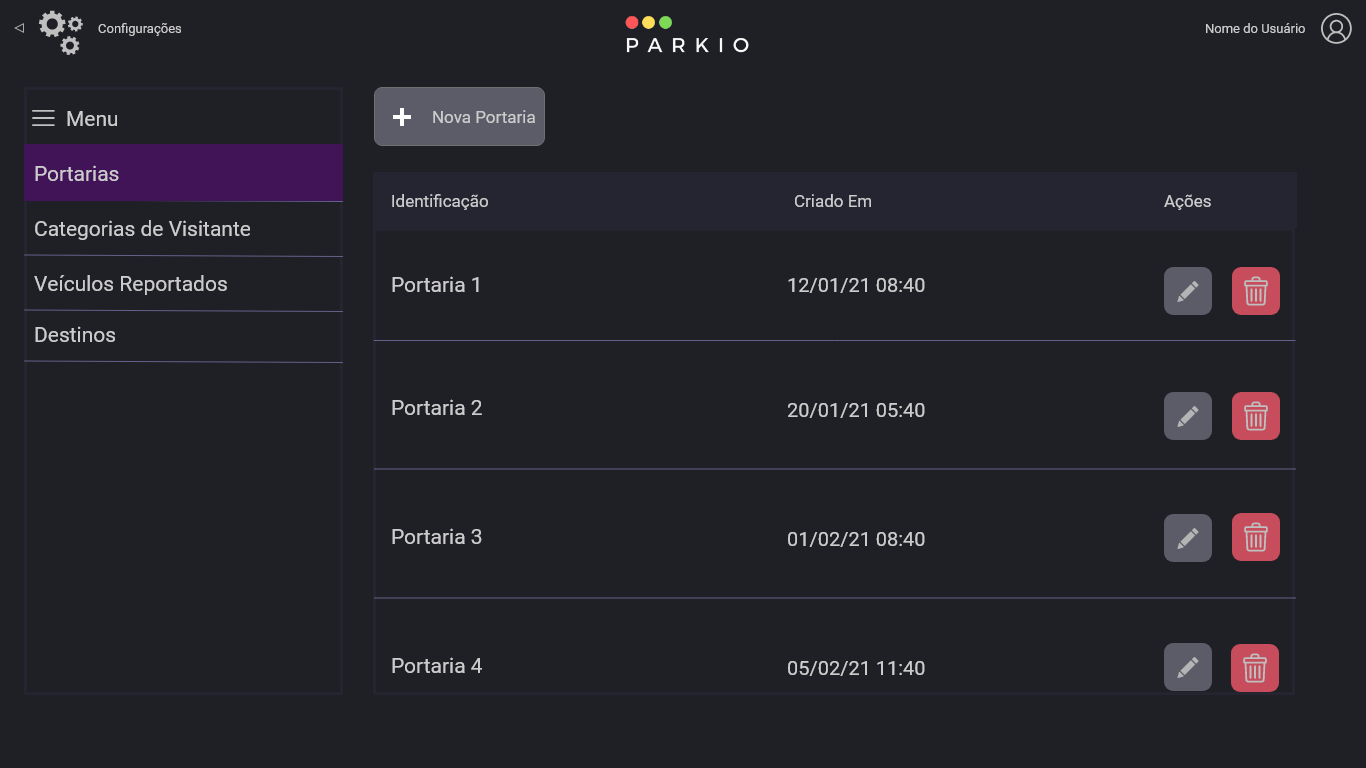 Configurações
PARKIO
Nome do Usuário
Menu
Portarias
Categorias de Visitante
Veículos Reportados
Destinos
Nova Portaria
Identificação Criado Em Ações
Portaria 1 12/01/21 08:40
Portaria 2 20/01/21 05:40
Portaria 3 01/02/21 08:40
Portaria 4 05/02/21 11:40